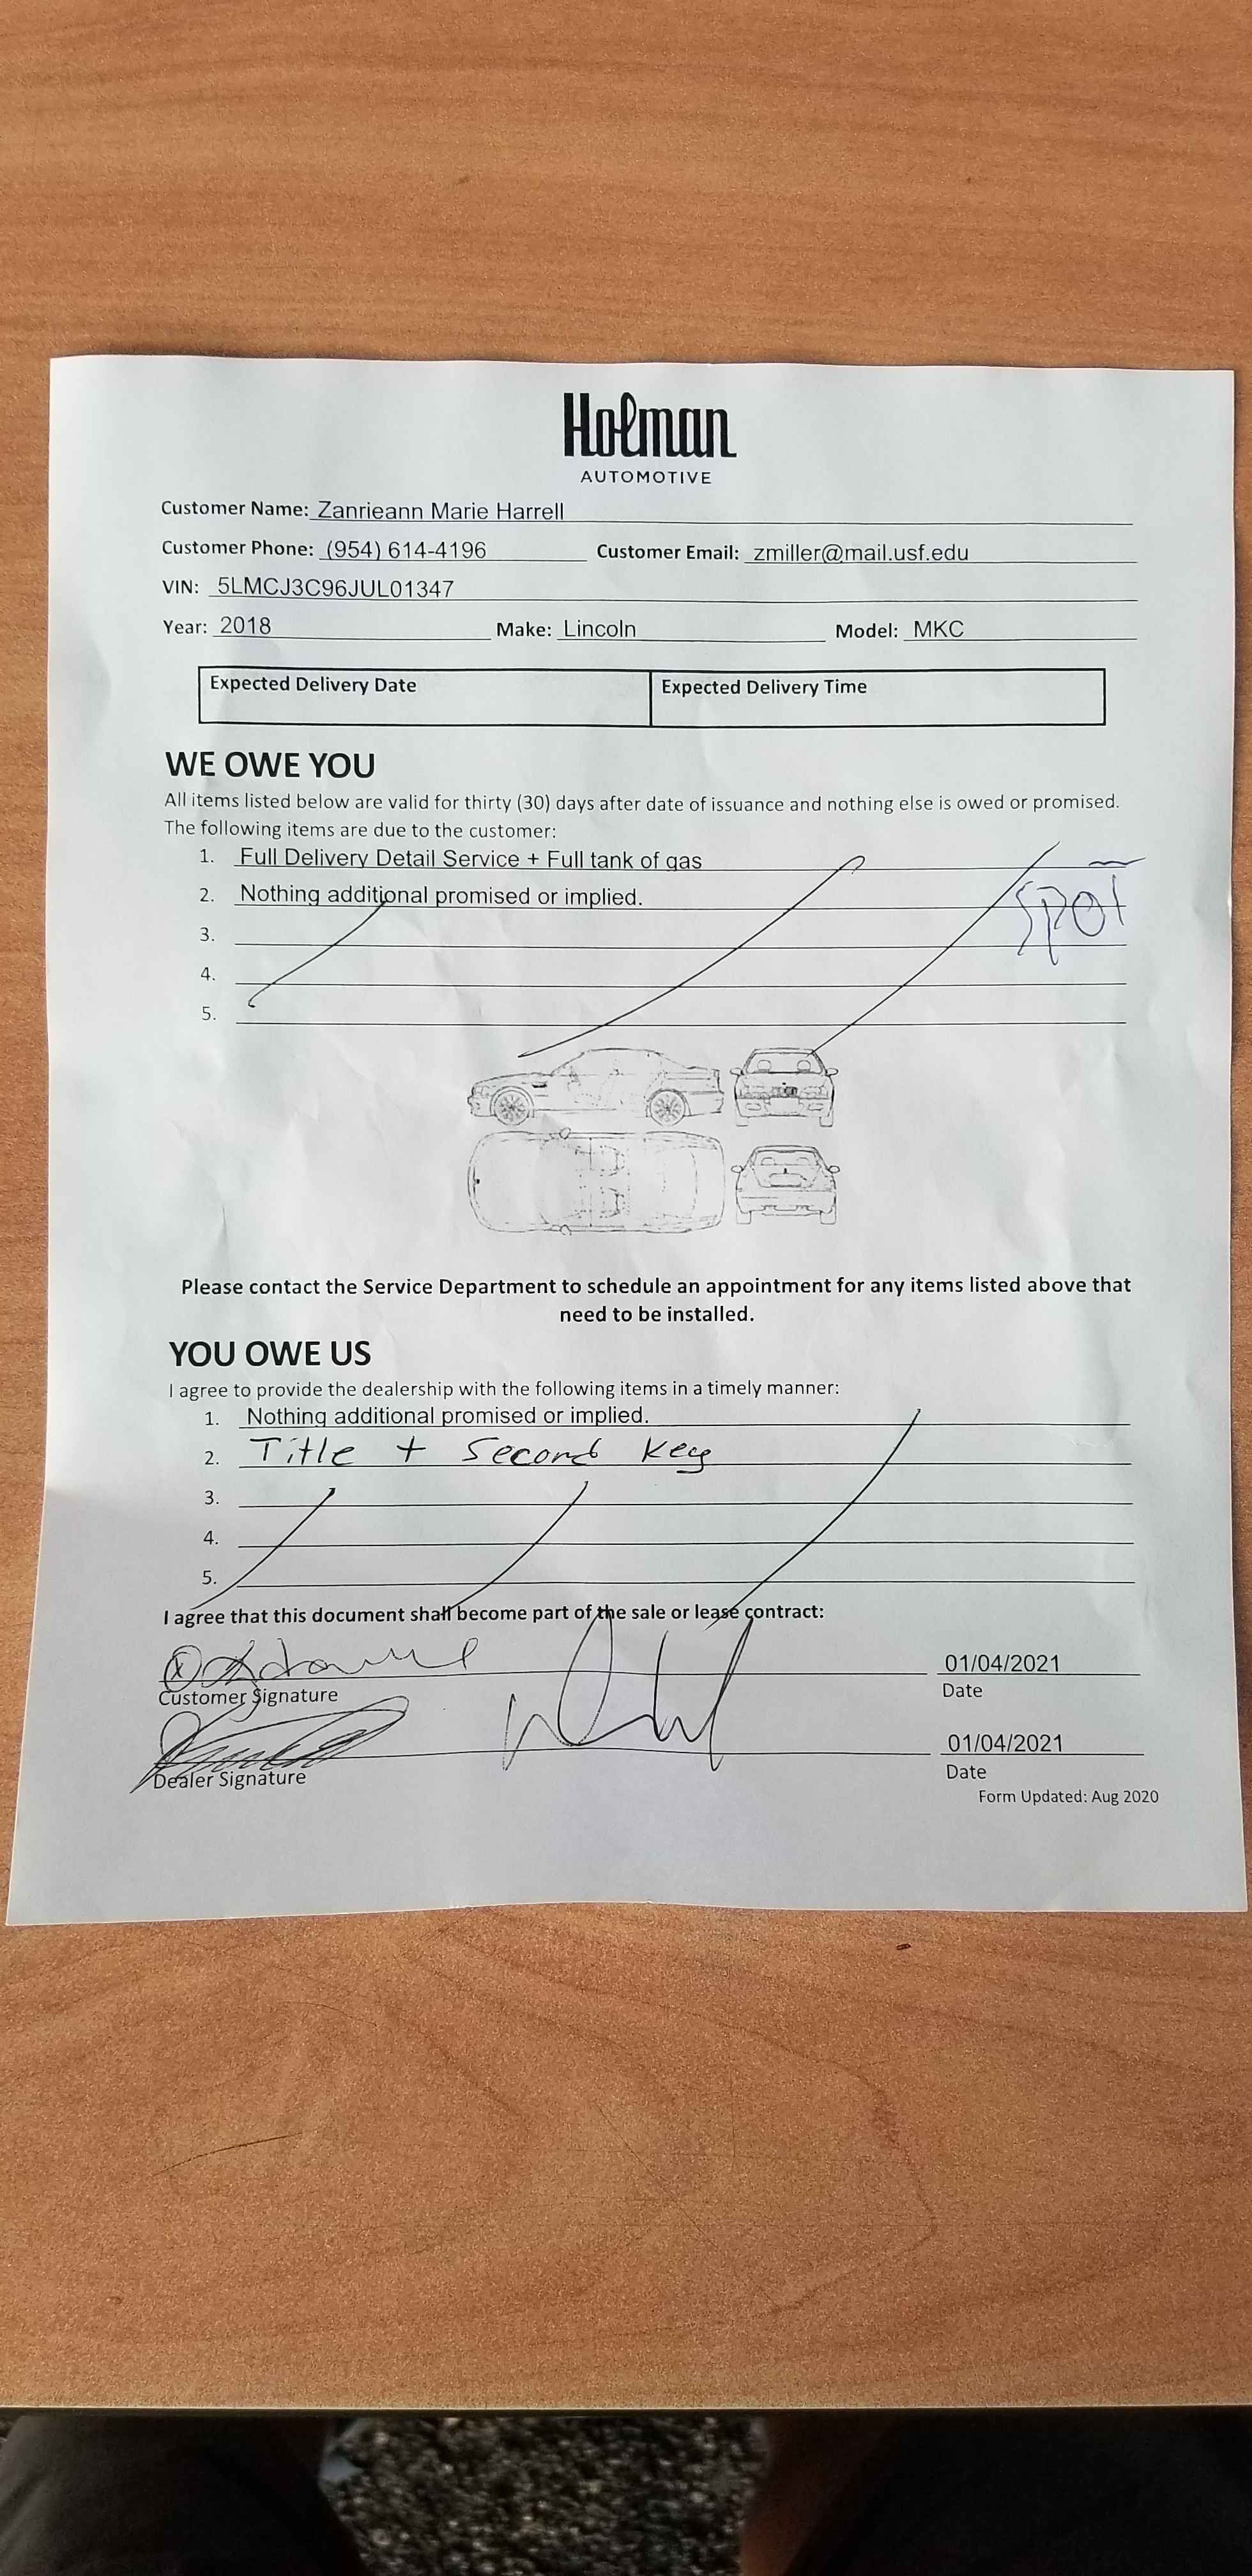 Holman
AUTOMOTIVE
Customer Name: Zanrieann Marie Harrell
Customer Phone: (954) 614-4196 Customer Email: zmiller@mail.usf.edu
VIN: 5LMCJ3C96JUL01347
Year: 2018 Make: Lincoln Model: MKC
Expected Delivery Date Expected Delivery Time
WE OWE YOU
All items listed below are valid for thirty (30) days after date of issuance and nothing else is owed or promised.
The following items are due to the customer:
1. Full Delivery Detail Service + Full tank of gas
2. Nothing additional promised or implied.
spot
3.
4.
5.
Please contact the Service Department to schedule an appointment for any items listed above that
need to be installed.
YOU OWE US
I agree to provide the dealership with the following items in a timely manner:
1. Nothing additional promised or implied.
2. Title + Second Key
3.
4.
5.
I agree that this document shall become part of the sale or lease contract:
01/04/2021
Customer Signature Date
01/04/2021
Dealer Signature Date
Form Updated: Aug 2020